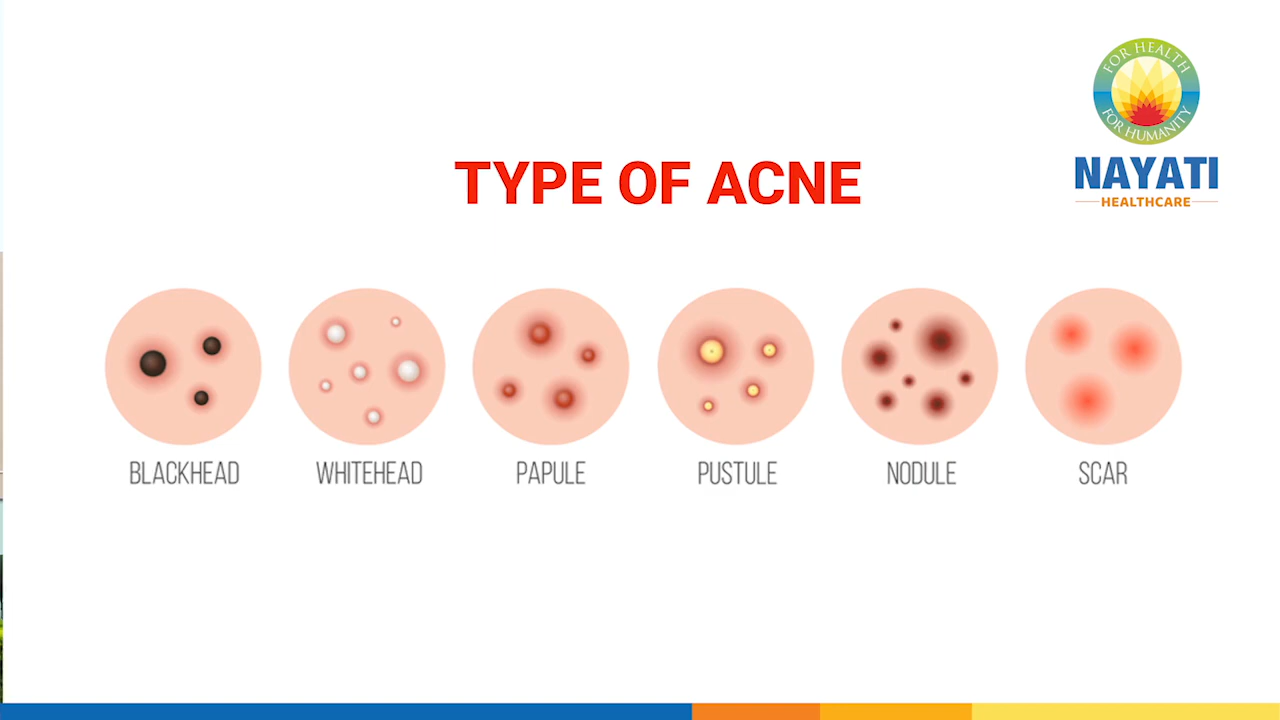 FOR HEALTH
FOR HUMANITY
NAYATI
HEALTHCARE
TYPE OF ACNE
BLACKHEAD
WHITEHEAD
PAPULE
PUSTULE
NODULE
SCAR